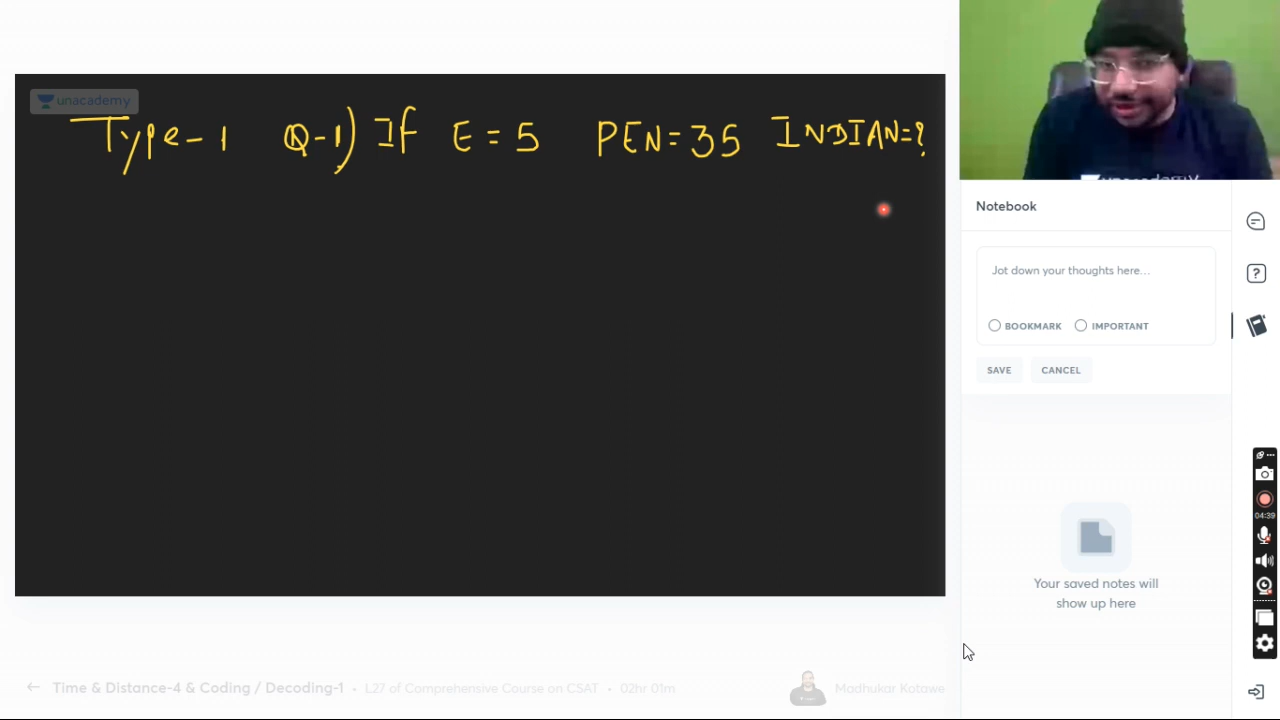 unacademy
Type-1 Q-1) If E = 5 PEN = 35 INDIAN=?
Notebook
Jot down your thoughts here...
BOOKMARK IMPORTANT
SAVE CANCEL
04:39
Your saved notes will
show up here
← Time & Distance-4 & Coding / Decoding-1 • L27 of Comprehensive Course on CSAT • 02hr 01m Madhukar Kotawe